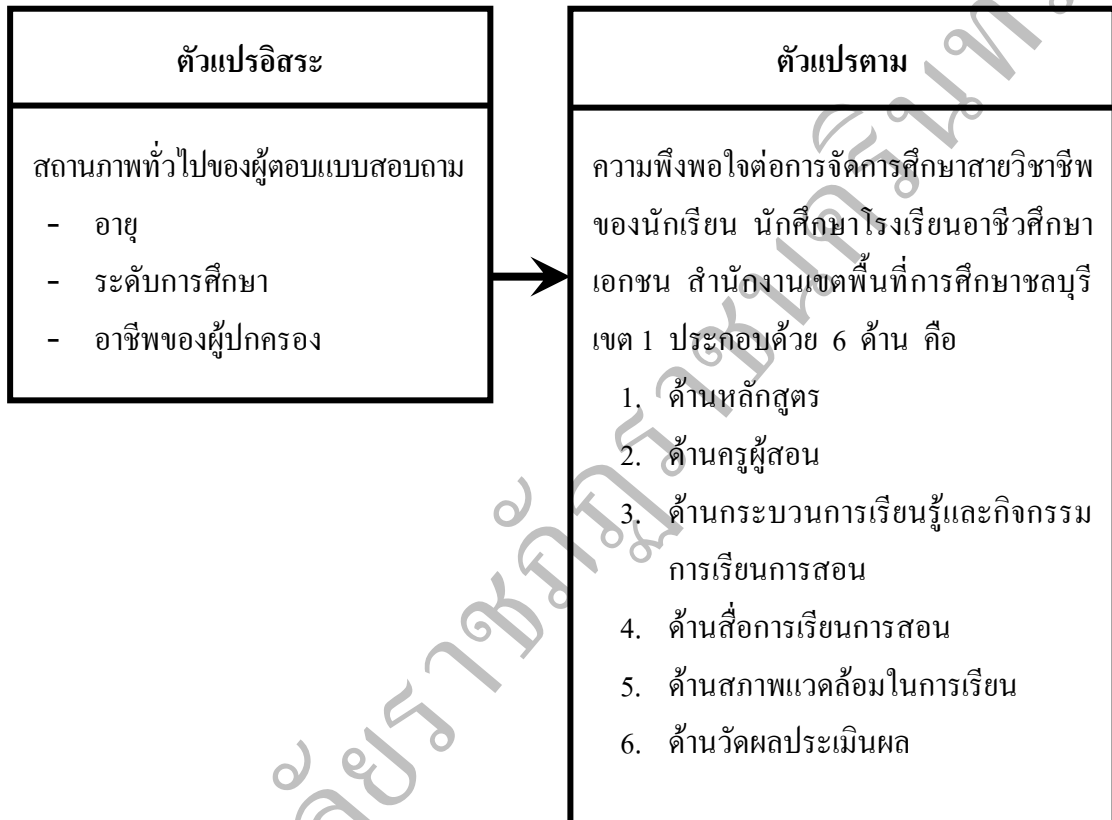 ตัวแปรอิสระ
สถานภาพทั่วไปของผู้ตอบแบบสอบถาม
- อายุ
- ระดับการศึกษา
- อาชีพของผู้ปกครอง
ตัวแปรตาม
ความพึงพอใจต่อการจัดการศึกษาสายวิชาชีพ
ของนักเรียน นักศึกษาโรงเรียนอาชีวศึกษา
เอกชน สำนักงานเขตพื้นที่การศึกษาชลบุรี
เขต 1 ประกอบด้วย 6 ด้าน คือ
1. ด้านหลักสูตร
2. ด้านครูผู้สอน
3. ด้านกระบวนการเรียนรู้และกิจกรรม
การเรียนการสอน
4. ด้านสื่อการเรียนการสอน
5. ด้านสภาพแวดล้อมในการเรียน
6. ด้านวัดผลประเมินผล
ลัยราชภัฏราชนครินท